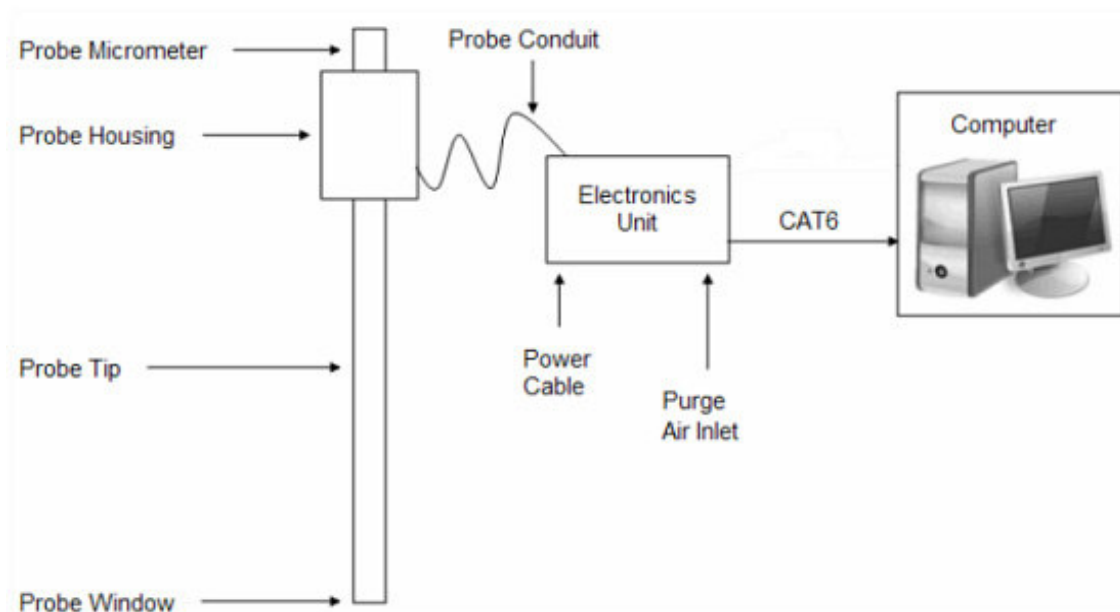 Probe Micrometer
Probe Conduit
Probe Housing
Computer
Electronics
Unit
CAT6
Probe Tip
Power
Cable
Purge
Air Inlet
Probe Window